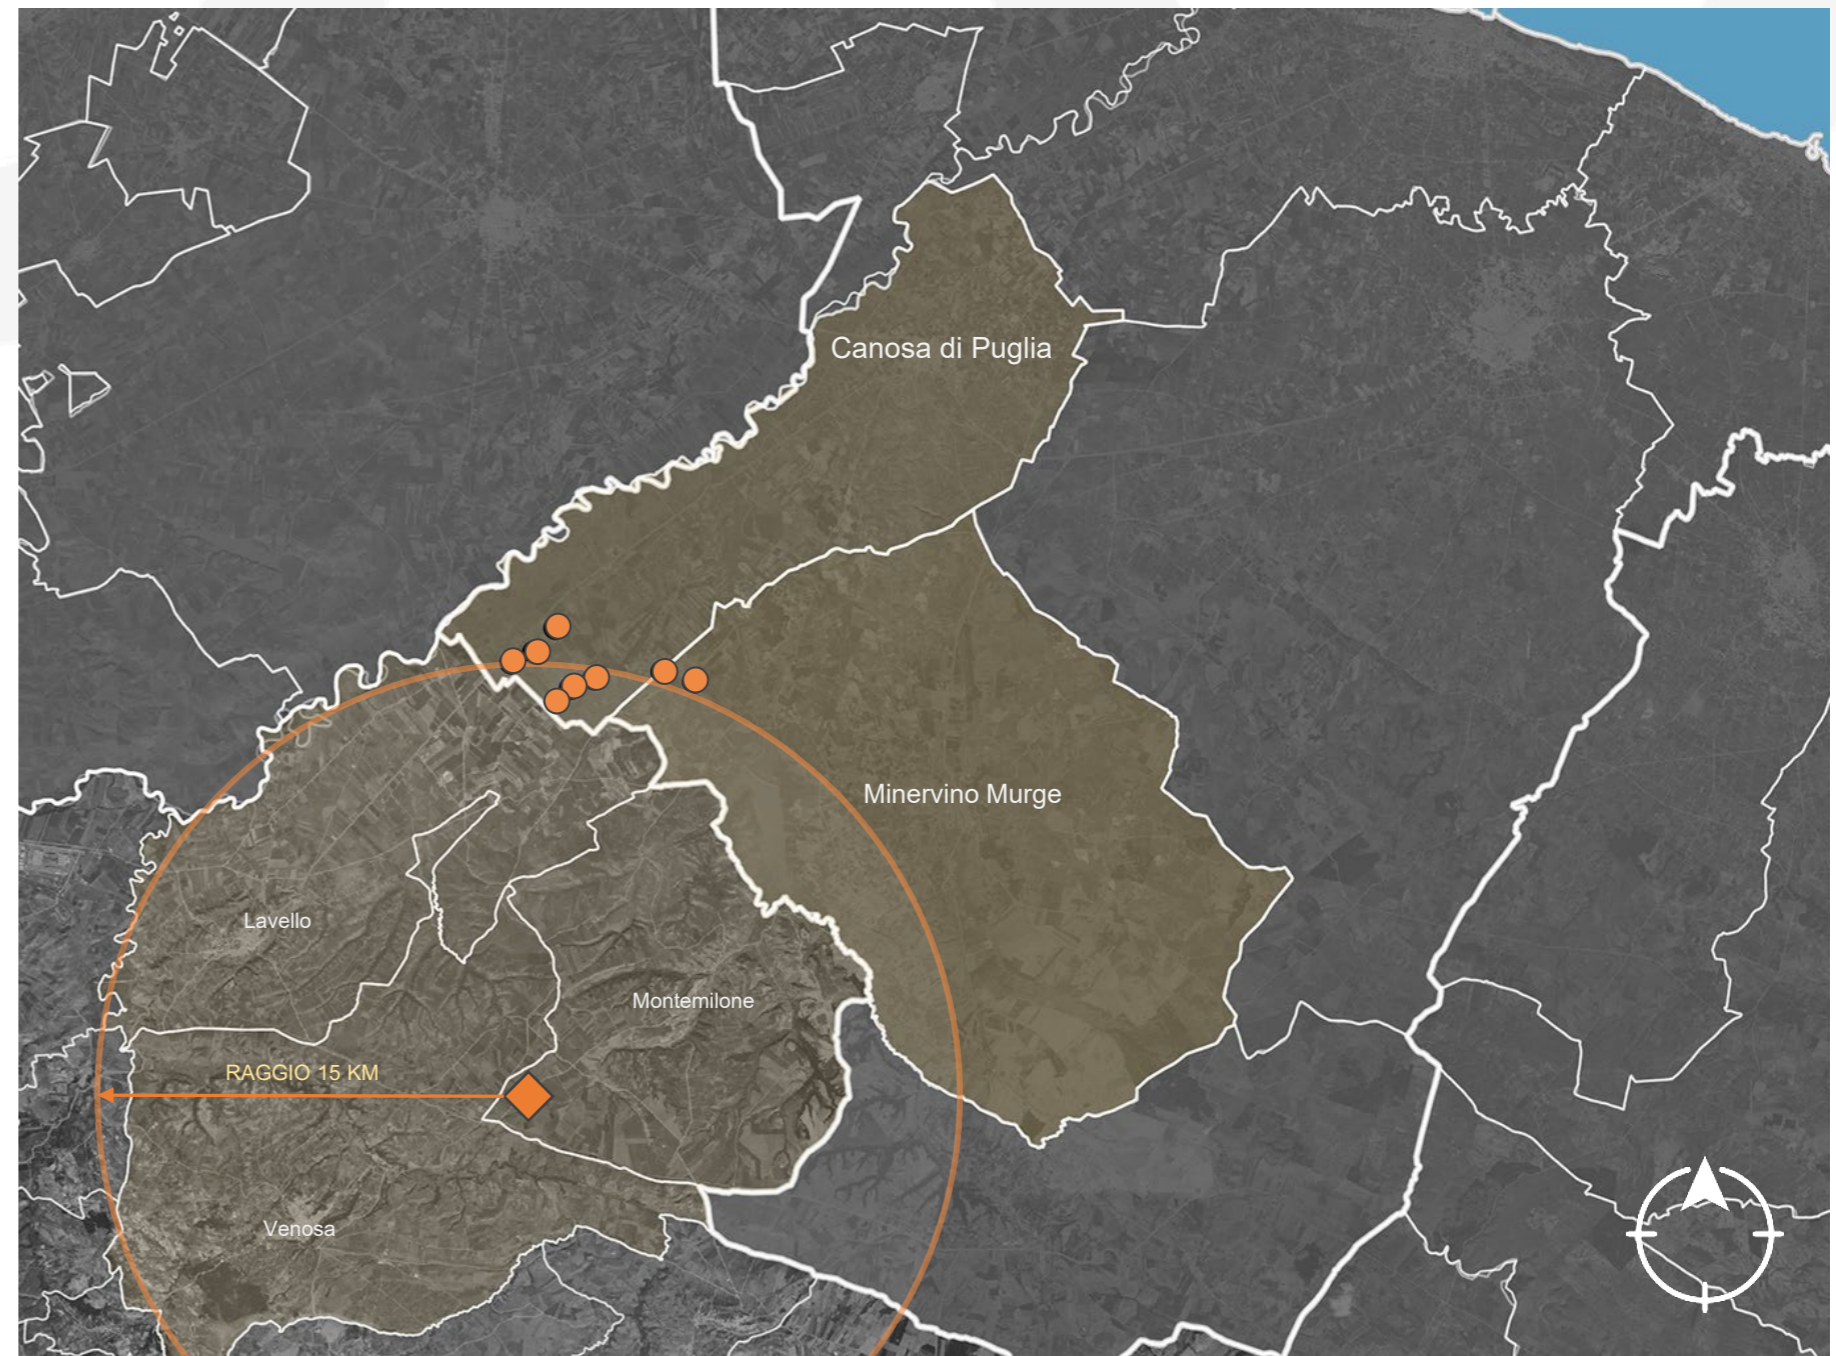 Canosa di Puglia
Minervino Murge
Lavello
Montemilone
RAGGIO 15 KM
Venosa